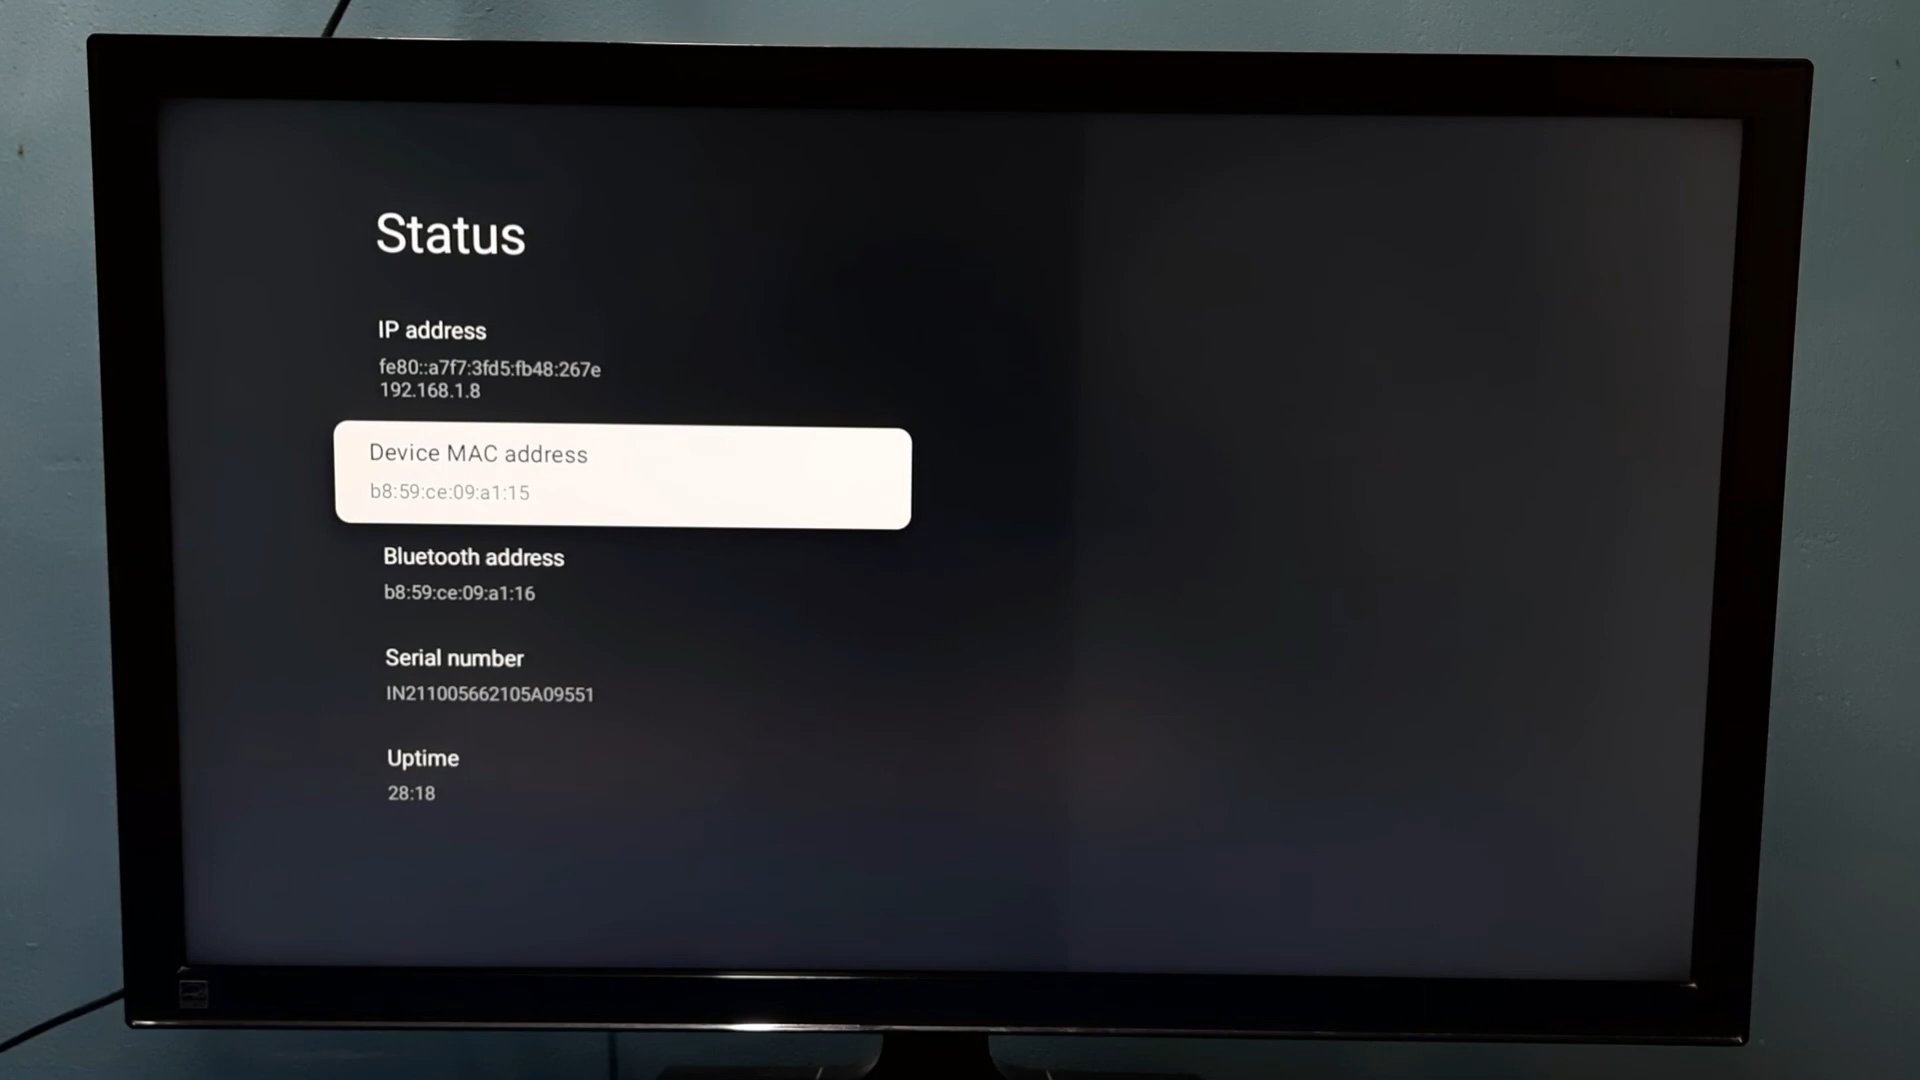 Status
IP address
fe80::a7f7:3fd5:fb48:267e
192.168.1.8
Device MAC address
b8:59:ce:09:a1:15
Bluetooth address
b8:59:ce:09:a1:16
Serial number
IN211005662105A09551
Uptime
28:18